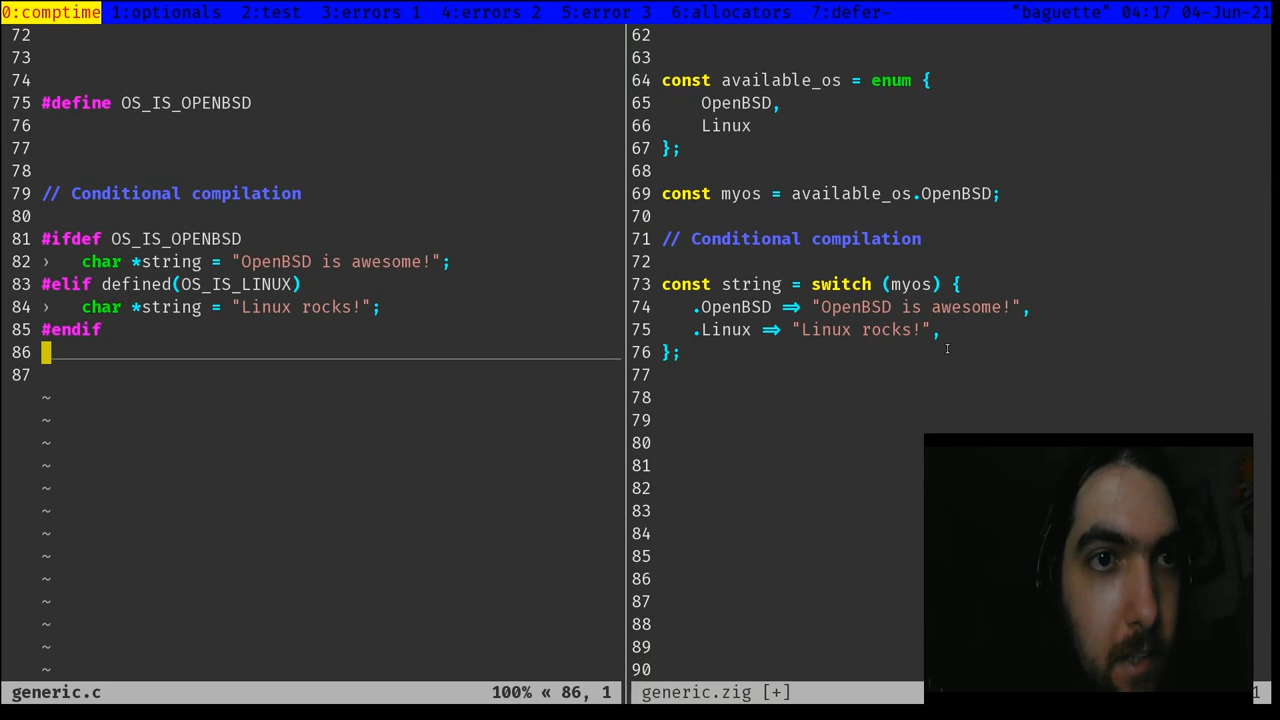 0:comptime 1:optionals 2:test 3:errors 1 4:errors 2 5:error 3 6:allocators 7:defer- "baguette" 04:17 04-Jun-21
72
73
74
75 #define OS_IS_OPENBSD
76
77
78
79 // Conditional compilation
80
81 #ifdef OS_IS_OPENBSD
82 › char *string = "OpenBSD is awesome!";
83 #elif defined(OS_IS_LINUX)
84 › char *string = "Linux rocks!";
85 #endif
86
87
~
~
~
~
~
~
~
~
~
~
~
~
~
generic.c 100% « 86, 1
62
63
64 const available_os = enum {
65 OpenBSD,
66 Linux
67 };
68
69 const myos = available_os.OpenBSD;
70
71 // Conditional compilation
72
73 const string = switch (myos) {
74 .OpenBSD => "OpenBSD is awesome!",
75 .Linux => "Linux rocks!",
76 };
77
78
79
80
81
82
83
84
85
86
87
88
89
90
generic.zig [+] 1